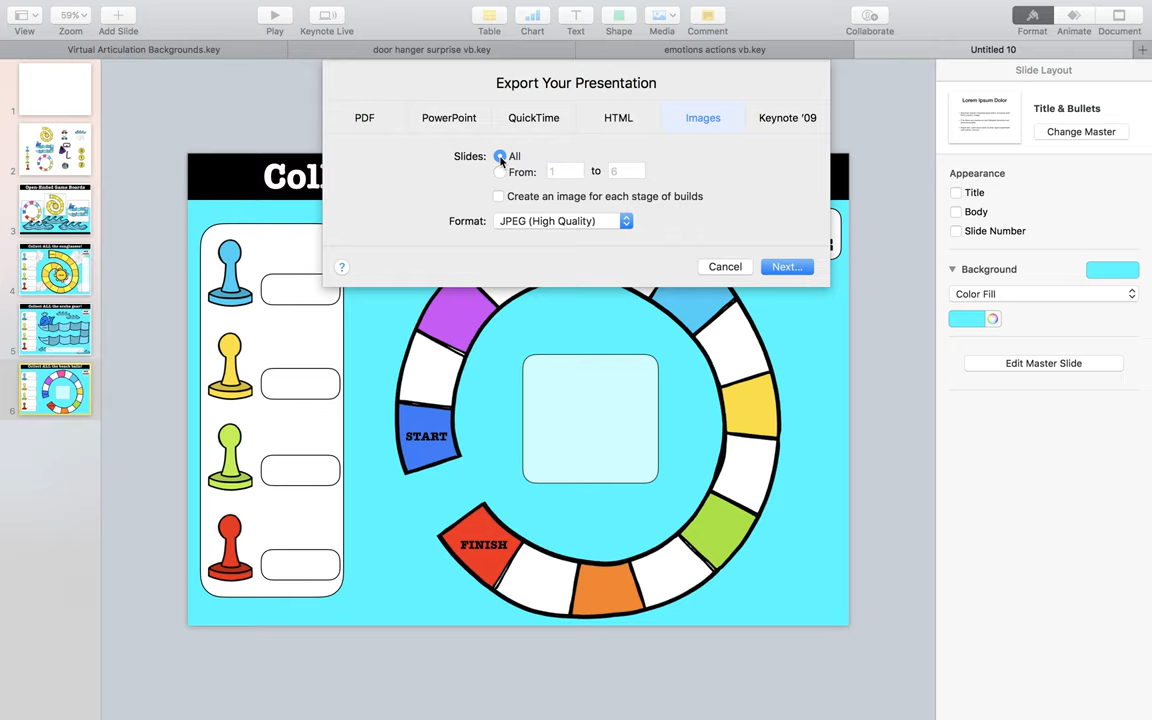 View
59%
Zoom
Add Slide
Play
Keynote Live
Table
Chart
Text
Shape
Media
Comment
Collaborate
Format
Animate
Document
Virtual Articulation Backgrounds.key
door hanger surprise vb.key
emotions actions vb.key
Untitled 10
Export Your Presentation
PDF
PowerPoint
QuickTime
HTML
Images
Keynote '09
Slides:
All
From:
1
to
6
Create an image for each stage of builds
Format:
JPEG (High Quality)
?
Cancel
Next...
1
2
3
Open-Ended Game Boards
4
Collect ALL the sunglasses!
5
Collect ALL the scuba gear!
6
Collect ALL the beach balls!
Coll
START
FINISH
Slide Layout
Lorem Ipsum Dolor
Title & Bullets
Change Master
Appearance
Title
Body
Slide Number
Background
Color Fill
Edit Master Slide